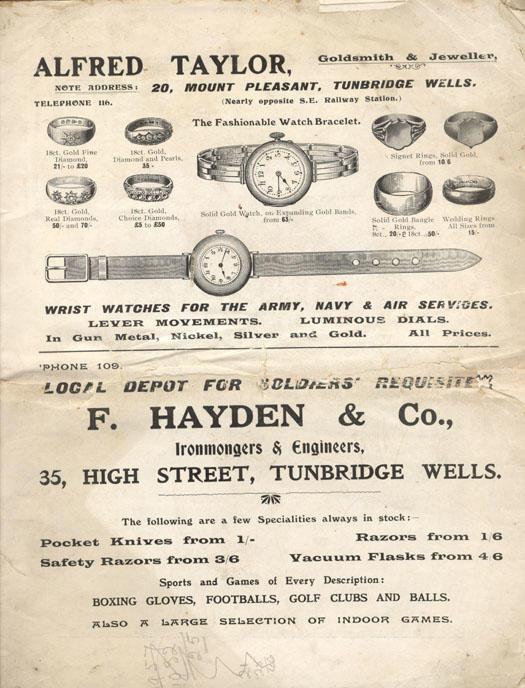 ALFRED TAYLOR, Goldsmith & Jeweller,
NOTE ADDRESS: 20, MOUNT PLEASANT, TUNBRIDGE WELLS.
TELEPHONE 116. (Nearly opposite S.E. Railway Station.)
The Fashionable Watch Bracelet.
18ct. Gold Fine
Diamond,
21/- to £20
18ct. Gold,
Diamond and Pearls,
35/-
Signet Rings, Solid Gold,
from 10/6
18ct. Gold,
Real Diamonds,
50/- and 70/-
18ct. Gold,
Choice Diamonds,
£5 to £50
Solid Gold Watch, on Expanding Gold Bands,
from 63/-
Solid Gold Bangle
Rings,
9ct., 20/- 18ct., 50/-
Wedding Rings
All Sizes from
15/-
WRIST WATCHES FOR THE ARMY, NAVY & AIR SERVICES.
LEVER MOVEMENTS. LUMINOUS DIALS.
In Gun Metal, Nickel, Silver and Gold. All Prices.
'PHONE 109.
LOCAL DEPOT FOR SOLDIERS' REQUISITES
F. HAYDEN & Co.,
Ironmongers & Engineers,
35, HIGH STREET, TUNBRIDGE WELLS.
The following are a few Specialities always in stock:—
Pocket Knives from 1/- Razors from 1/6
Safety Razors from 3/6 Vacuum Flasks from 4/6
Sports and Games of Every Description:
BOXING GLOVES, FOOTBALLS, GOLF CLUBS AND BALLS.
ALSO A LARGE SELECTION OF INDOOR GAMES.